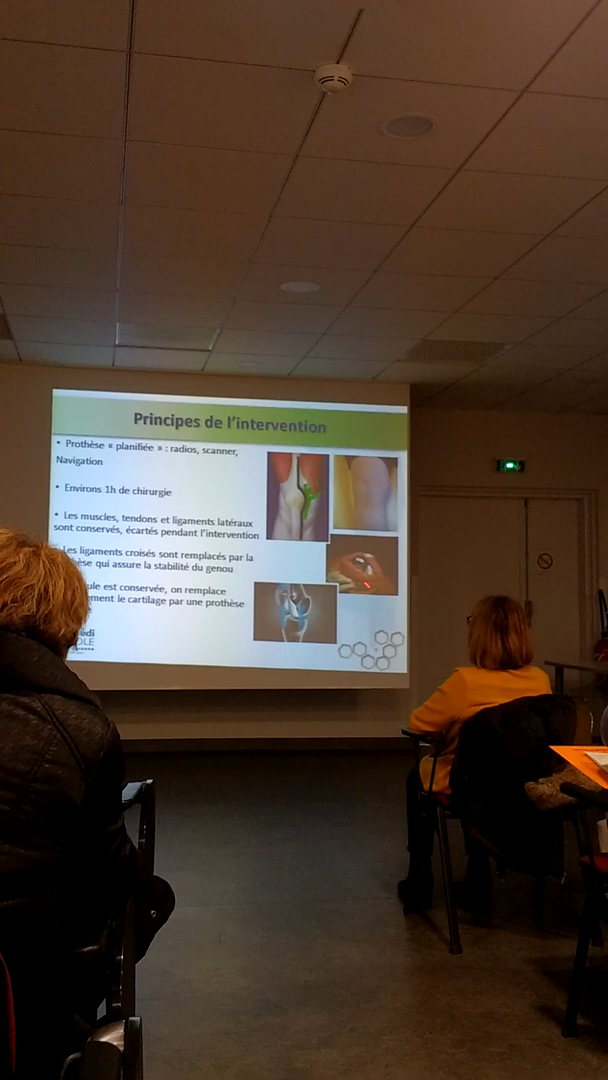 Principes de l'intervention
• Prothèse « planifiée » : radios, scanner,
Navigation
• Environs 1h de chirurgie
• Les muscles, tendons et ligaments latéraux
sont conservés, écartés pendant l'intervention
Les ligaments croisés sont remplacés par la
qui assure la stabilité du genou
est conservée, on remplace
le cartilage par une prothèse